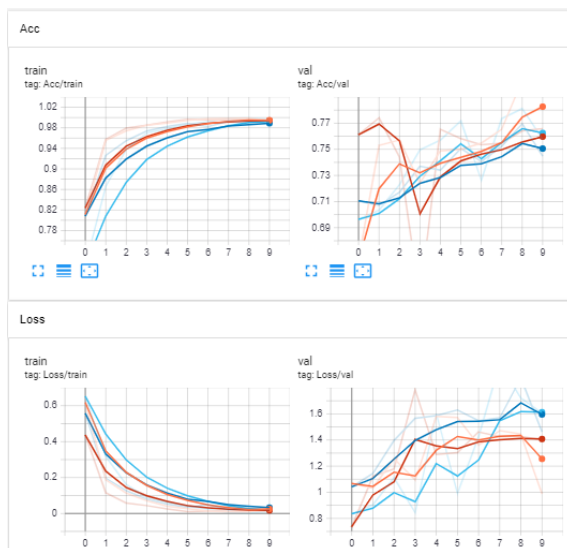 Acc
train
tag: Acc/train
1.02
0.98
0.94
0.9
0.86
0.82
0.78
0 1 2 3 4 5 6 7 8 9
val
tag: Acc/val
0.77
0.75
0.73
0.71
0.69
0 1 2 3 4 5 6 7 8 9
Loss
train
tag: Loss/train
0.6
0.4
0.2
0
0 1 2 3 4 5 6 7 8 9
val
tag: Loss/val
1.6
1.4
1.2
1
0.8
0 1 2 3 4 5 6 7 8 9